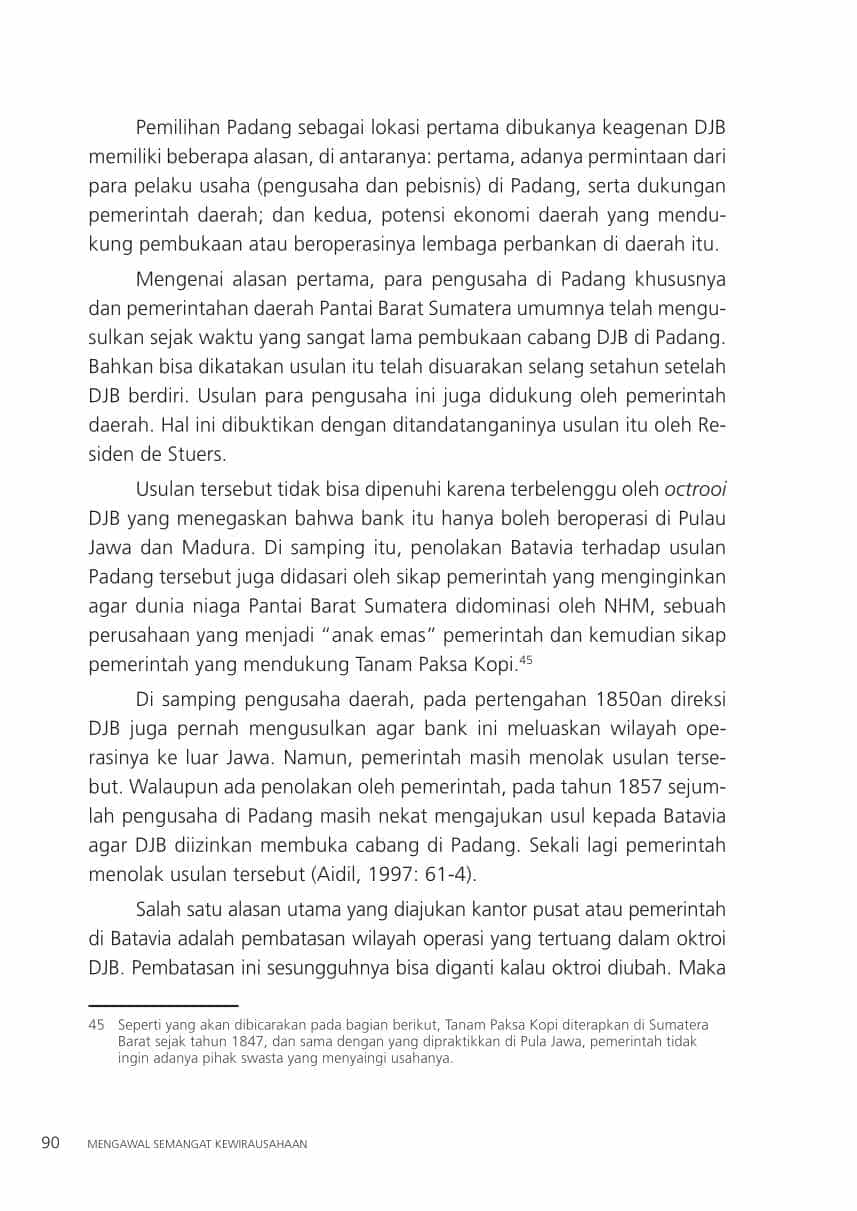 Pemilihan Padang sebagai lokasi pertama dibukanya keagenan DJB
memiliki beberapa alasan, di antaranya: pertama, adanya permintaan dari
para pelaku usaha (pengusaha dan pebisnis) di Padang, serta dukungan
pemerintah daerah; dan kedua, potensi ekonomi daerah yang mendu-
kung pembukaan atau beroperasinya lembaga perbankan di daerah itu.
Mengenai alasan pertama, para pengusaha di Padang khususnya
dan pemerintahan daerah Pantai Barat Sumatera umumnya telah mengu-
sulkan sejak waktu yang sangat lama pembukaan cabang DJB di Padang.
Bahkan bisa dikatakan usulan itu telah disuarakan selang setahun setelah
DJB berdiri. Usulan para pengusaha ini juga didukung oleh pemerintah
daerah. Hal ini dibuktikan dengan ditandatanganinya usulan itu oleh Re-
siden de Stuers.
Usulan tersebut tidak bisa dipenuhi karena terbelenggu oleh octrooi
DJB yang menegaskan bahwa bank itu hanya boleh beroperasi di Pulau
Jawa dan Madura. Di samping itu, penolakan Batavia terhadap usulan
Padang tersebut juga didasari oleh sikap pemerintah yang menginginkan
agar dunia niaga Pantai Barat Sumatera didominasi oleh NHM, sebuah
perusahaan yang menjadi “anak emas” pemerintah dan kemudian sikap
pemerintah yang mendukung Tanam Paksa Kopi.45
Di samping pengusaha daerah, pada pertengahan 1850an direksi
DJB juga pernah mengusulkan agar bank ini meluaskan wilayah ope-
rasinya ke luar Jawa. Namun, pemerintah masih menolak usulan terse-
but. Walaupun ada penolakan oleh pemerintah, pada tahun 1857 sejum-
lah pengusaha di Padang masih nekat mengajukan usul kepada Batavia
agar DJB diizinkan membuka cabang di Padang. Sekali lagi pemerintah
menolak usulan tersebut (Aidil, 1997: 61-4).
Salah satu alasan utama yang diajukan kantor pusat atau pemerintah
di Batavia adalah pembatasan wilayah operasi yang tertuang dalam oktroi
DJB. Pembatasan ini sesungguhnya bisa diganti kalau oktroi diubah. Maka
45 Seperti yang akan dibicarakan pada bagian berikut, Tanam Paksa Kopi diterapkan di Sumatera
Barat sejak tahun 1847, dan sama dengan yang dipraktikkan di Pula Jawa, pemerintah tidak
ingin adanya pihak swasta yang menyaingi usahanya.
90 MENGAWAL SEMANGAT KEWIRAUSAHAAN